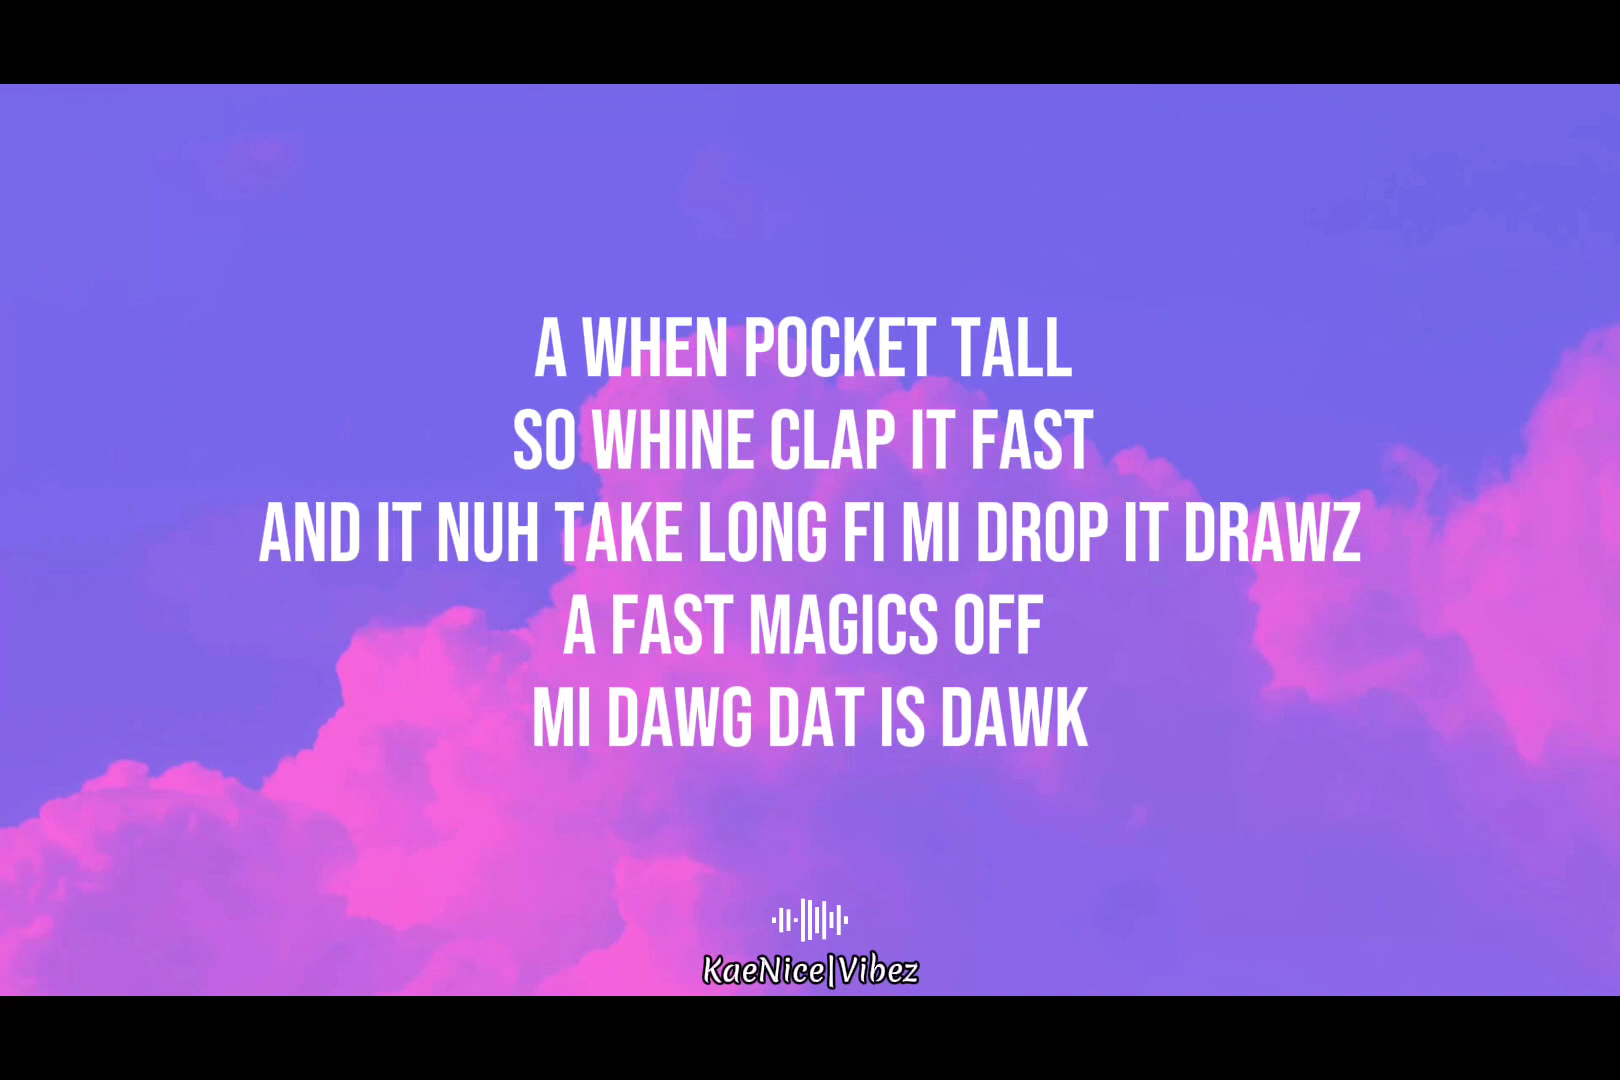 A WHEN POCKET TALL
SO WHINE CLAP IT FAST
AND IT NUH TAKE LONG FI MI DROP IT DRAWZ
A FAST MAGICS OFF
MI DAWG DAT IS DAWK
KaeNice|Vibez